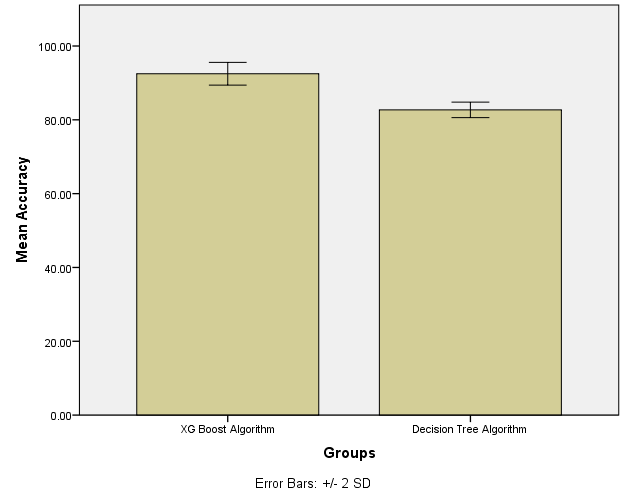 Mean Accuracy
100.00
80.00
60.00
40.00
20.00
0.00
XG Boost Algorithm
Decision Tree Algorithm
Groups
Error Bars: +/- 2 SD